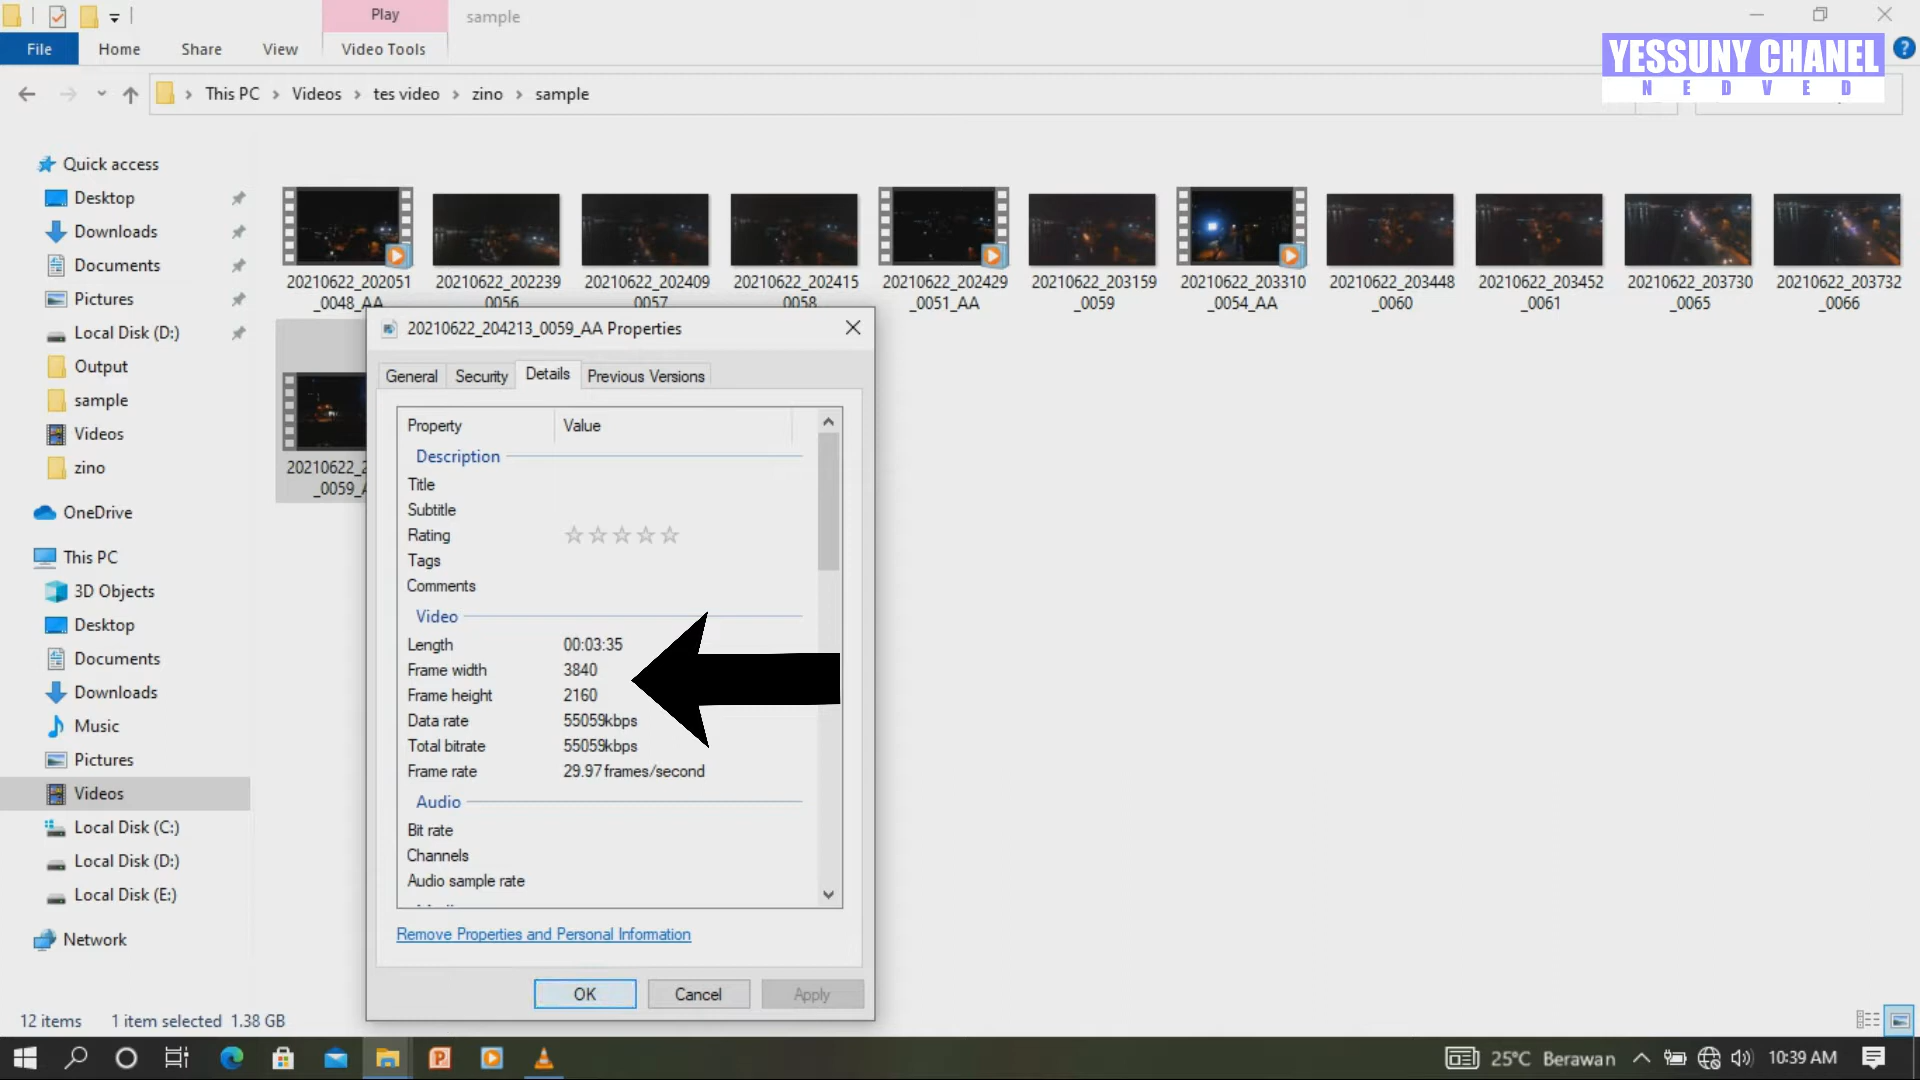 Play
sample
File
Home
Share
View
Video Tools
YESSUNY CHANEL
NEDVED
This PC
Videos
tes video
zino
sample
Quick access
Desktop
Downloads
Documents
Pictures
Local Disk (D:)
Output
sample
Videos
zino
OneDrive
This PC
3D Objects
Desktop
Documents
Downloads
Music
Pictures
Videos
Local Disk (C:)
Local Disk (D:)
Local Disk (E:)
Network
20210622_202051
_0048_AA
20210622_202239
_0056
20210622_202409
_0057
20210622_202415
_0058
20210622_202429
_0051_AA
20210622_203159
_0059
20210622_203310
_0054_AA
20210622_203448
_0060
20210622_203452
_0061
20210622_203730
_0065
20210622_203732
_0066
20210622_2
_0059_A
20210622_204213_0059_AA Properties
General
Security
Details
Previous Versions
Property
Value
Description
Title
Subtitle
Rating
Tags
Comments
Video
Length 00:03:35
Frame width 3840
Frame height 2160
Data rate 55059kbps
Total bitrate 55059kbps
Frame rate 29.97 frames/second
Audio
Bit rate
Channels
Audio sample rate
Remove Properties and Personal Information
OK
Cancel
Apply
12 items
1 item selected 1.38 GB
25°C Berawan
10:39 AM